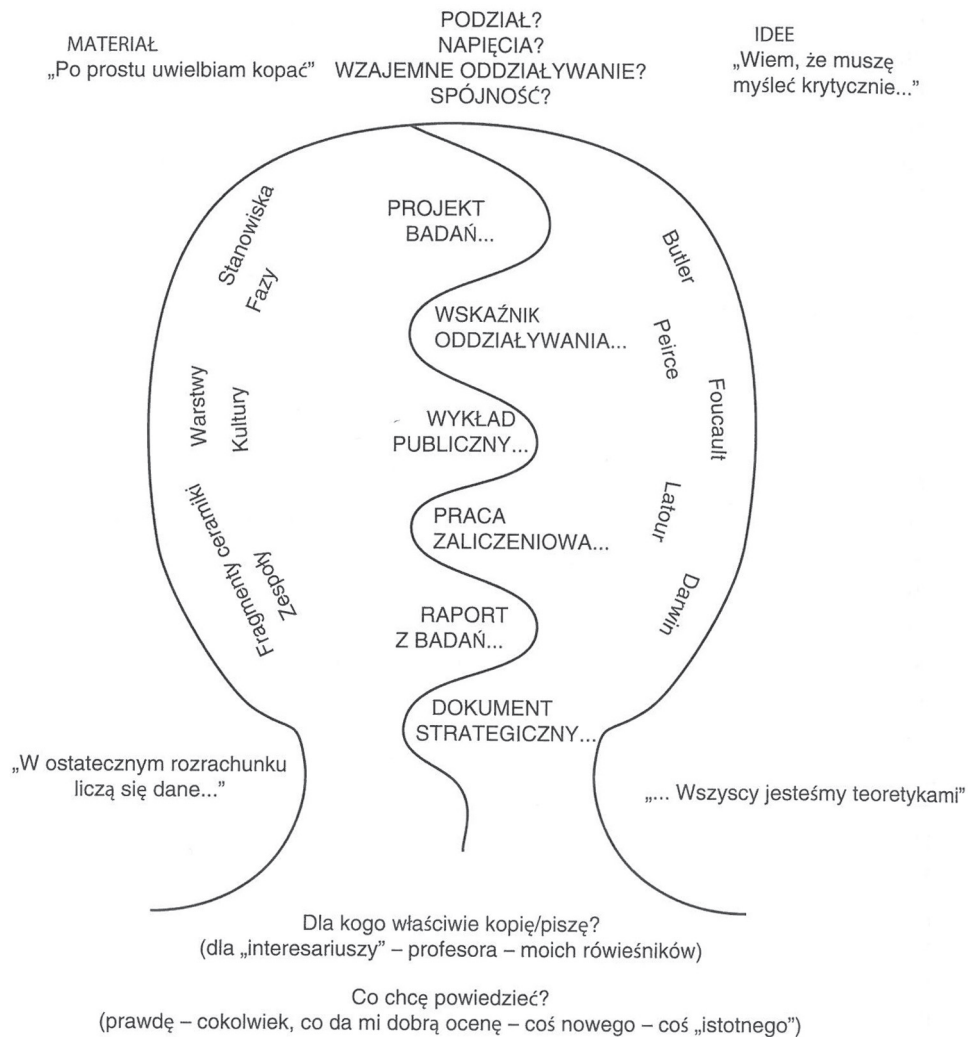 MATERIAŁ
„Po prostu uwielbiam kopać”
PODZIAŁ?
NAPIĘCIA?
WZAJEMNE ODDZIAŁYWANIE?
SPÓJNOŚĆ?
IDEE
„Wiem, że muszę
myśleć krytycznie...”
Stanowiska
Fazy
Warstwy
Kultury
Fragmenty ceramiki
Zespoły
PROJEKT
BADAŃ...
WSKAŹNIK
ODDZIAŁYWANIA...
WYKŁAD
PUBLICZNY...
PRACA
ZALICZENIOWA...
RAPORT
Z BADAŃ...
DOKUMENT
STRATEGICZNY...
Butler
Peirce
Foucault
Latour
Darwin
„W ostatecznym rozrachunku
liczą się dane...”
„... Wszyscy jesteśmy teoretykami”
Dla kogo właściwie kopię/piszę?
(dla „interesariuszy” – profesora – moich rówieśników)
Co chcę powiedzieć?
(prawdę – cokolwiek, co da mi dobrą ocenę – coś nowego – coś „istotnego”)